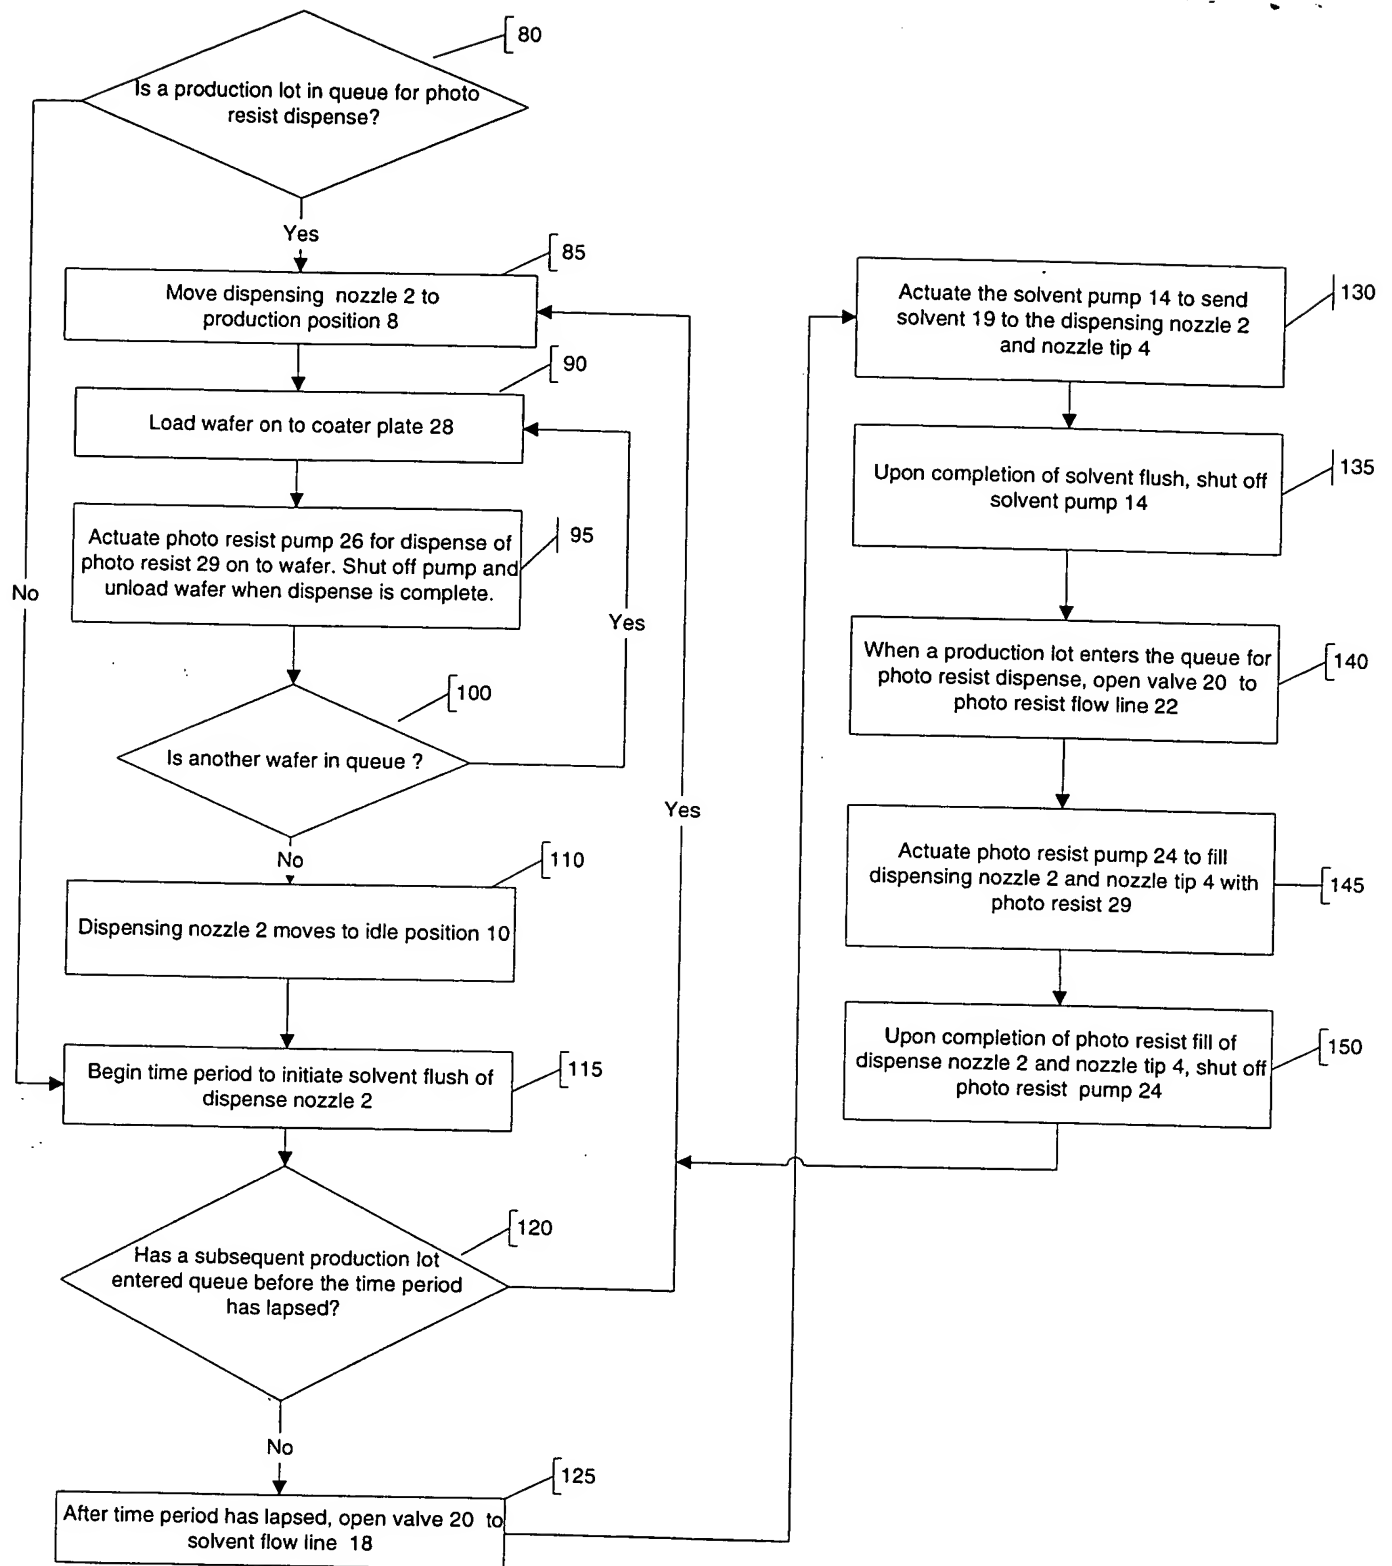 80
Is a production lot in queue for photo
resist dispense?
Yes
85
Move dispensing nozzle 2 to
production position 8
90
Load wafer on to coater plate 28
95
Actuate photo resist pump 26 for dispense of
photo resist 29 on to wafer. Shut off pump and
unload wafer when dispense is complete.
No
Yes
100
Is another wafer in queue ?
No
Yes
110
Dispensing nozzle 2 moves to idle position 10
115
Begin time period to initiate solvent flush of
dispense nozzle 2
120
Has a subsequent production lot
entered queue before the time period
has lapsed?
No
125
After time period has lapsed, open valve 20 to
solvent flow line 18
130
Actuate the solvent pump 14 to send
solvent 19 to the dispensing nozzle 2
and nozzle tip 4
135
Upon completion of solvent flush, shut off
solvent pump 14
140
When a production lot enters the queue for
photo resist dispense, open valve 20 to
photo resist flow line 22
145
Actuate photo resist pump 24 to fill
dispensing nozzle 2 and nozzle tip 4 with
photo resist 29
150
Upon completion of photo resist fill of
dispense nozzle 2 and nozzle tip 4, shut off
photo resist pump 24